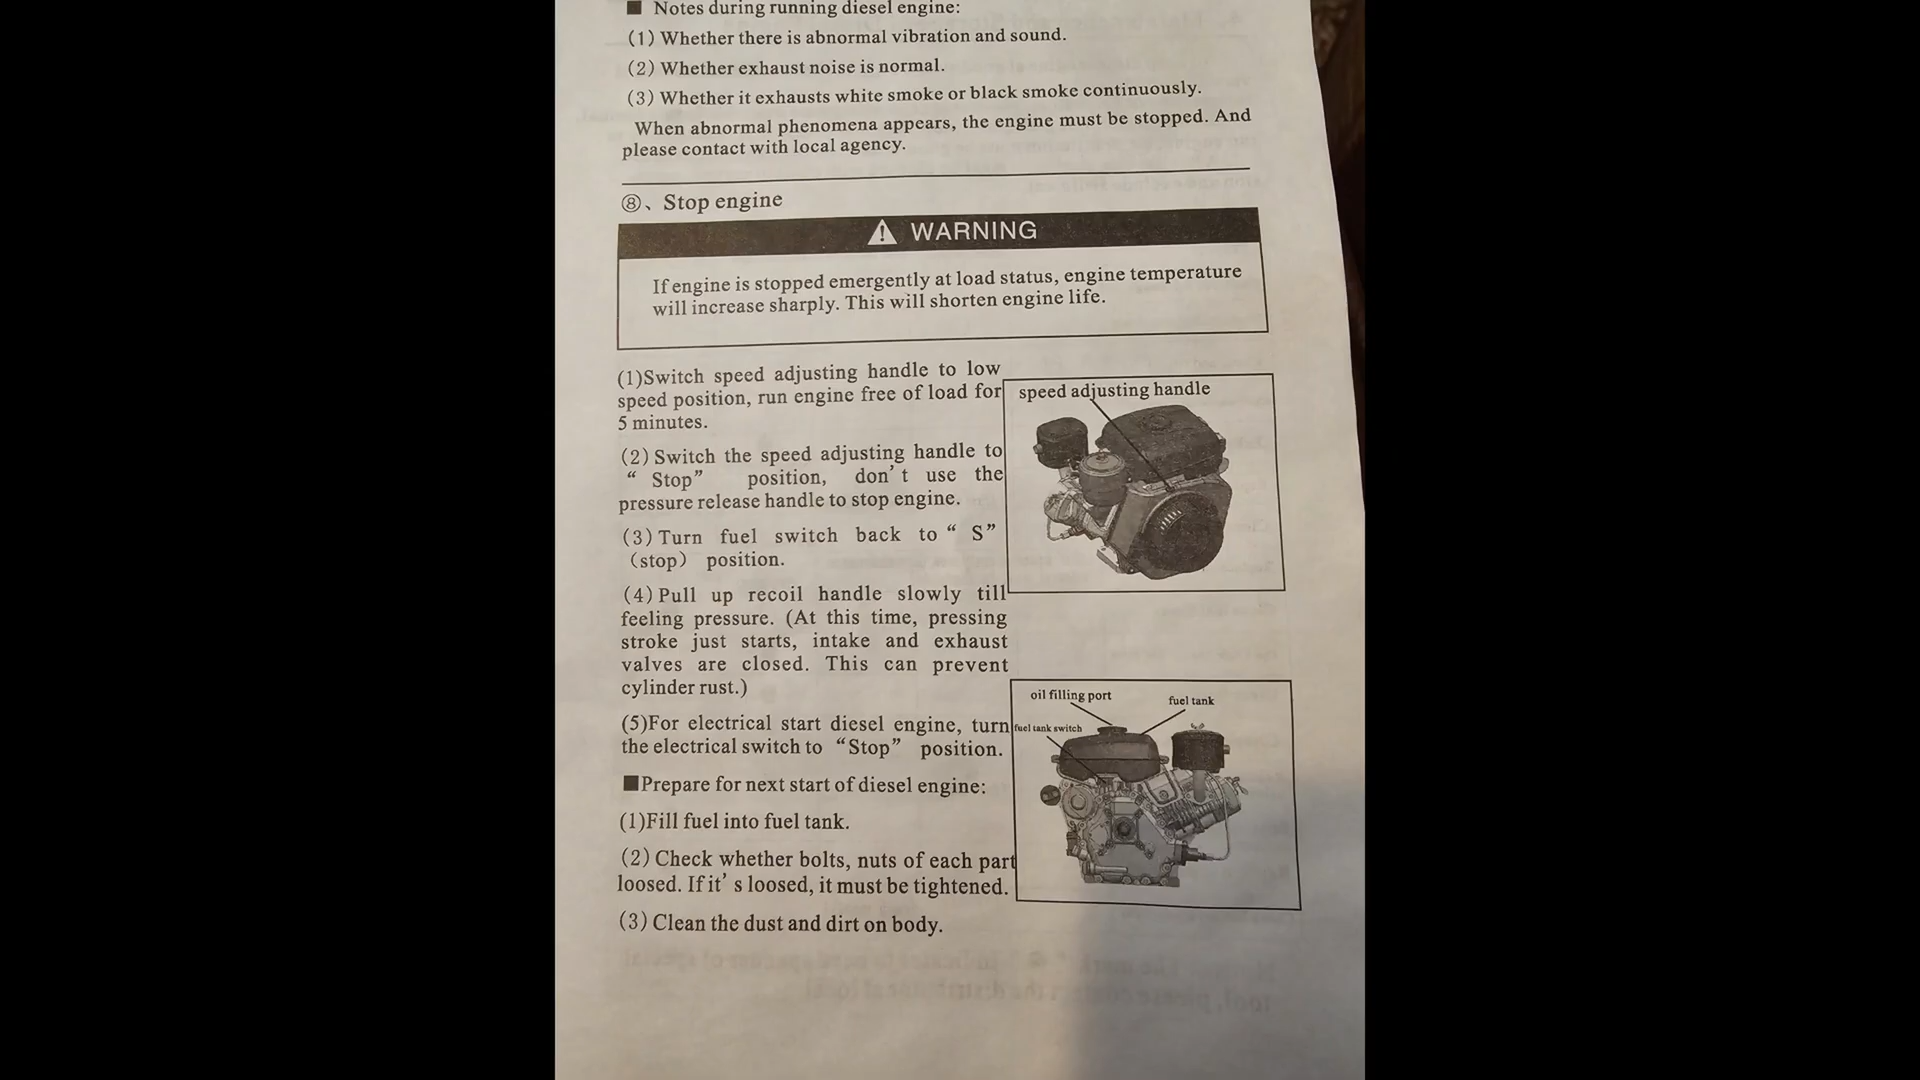 ■ Notes during running diesel engine:
(1) Whether there is abnormal vibration and sound.
(2) Whether exhaust noise is normal.
(3) Whether it exhausts white smoke or black smoke continuously.
When abnormal phenomena appears, the engine must be stopped. And
please contact with local agency.
⑧、Stop engine
WARNING
If engine is stopped emergently at load status, engine temperature
will increase sharply. This will shorten engine life.
(1)Switch speed adjusting handle to low
speed position, run engine free of load for
5 minutes.
speed adjusting handle
(2) Switch the speed adjusting handle to
“ Stop” position, don’t use the
pressure release handle to stop engine.
(3) Turn fuel switch back to “ S”
(stop) position.
(4) Pull up recoil handle slowly till
feeling pressure. (At this time, pressing
stroke just starts, intake and exhaust
valves are closed. This can prevent
cylinder rust.)
(5)For electrical start diesel engine, turn
the electrical switch to “Stop” position.
oil filling port
fuel tank
fuel tank switch
■Prepare for next start of diesel engine:
(1)Fill fuel into fuel tank.
(2) Check whether bolts, nuts of each part
loosed. If it’s loosed, it must be tightened.
(3) Clean the dust and dirt on body.